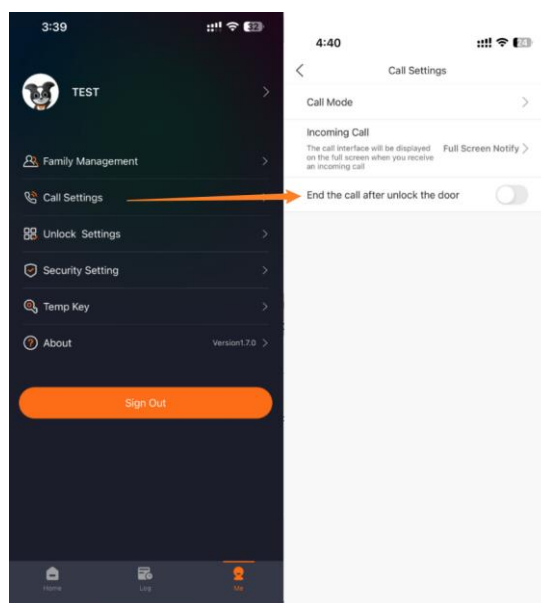 3:39
32
TEST
Family Management
Call Settings
Unlock Settings
Security Setting
Temp Key
About
Version1.7.0
Sign Out
Home
Log
Me
4:40
24
Call Settings
Call Mode
Incoming Call
The call interface will be displayed
on the full screen when you receive
an incoming call
Full Screen Notify
End the call after unlock the door